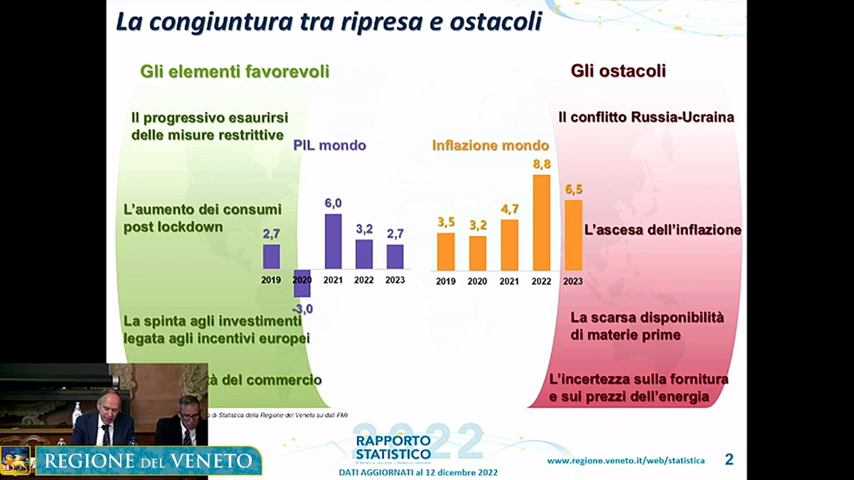 La congiuntura tra ripresa e ostacoli
Gli elementi favorevoli
Il progressivo esaurirsi
delle misure restrittive
L'aumento dei consumi
post lockdown
La spinta agli investimenti
legata agli incentivi europei
tà del commercio
PIL mondo
2,7
-3,0
6,0
3,2
2,7
2019
2020
2021
2022
2023
Inflazione mondo
3,5
3,2
4,7
8,8
6,5
2019
2020
2021
2022
2023
Gli ostacoli
Il conflitto Russia-Ucraina
L'ascesa dell'inflazione
La scarsa disponibilità
di materie prime
L'incertezza sulla fornitura
e sui prezzi dell'energia
di Statistica della Regione del Veneto su dati FMI
2022
RAPPORTO
STATISTICO
DATI AGGIORNATI al 12 dicembre 2022
www.regione.veneto.it/web/statistica
2
REGIONE DEL VENETO